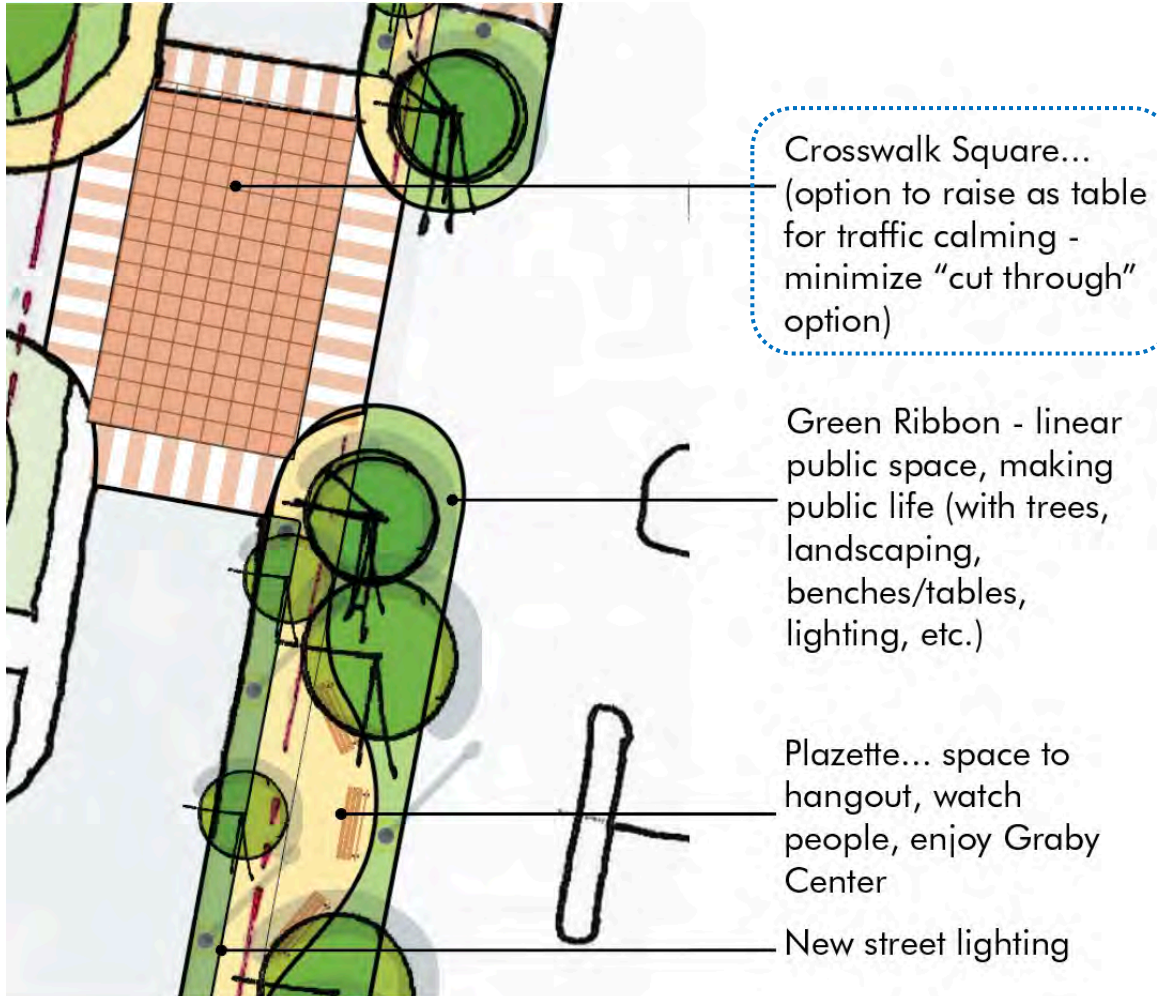 Crosswalk Square...
(option to raise as table
for traffic calming -
minimize “cut through”
option)
Green Ribbon - linear
public space, making
public life (with trees,
landscaping,
benches/tables,
lighting, etc.)
Plazette... space to
hangout, watch
people, enjoy Graby
Center
New street lighting